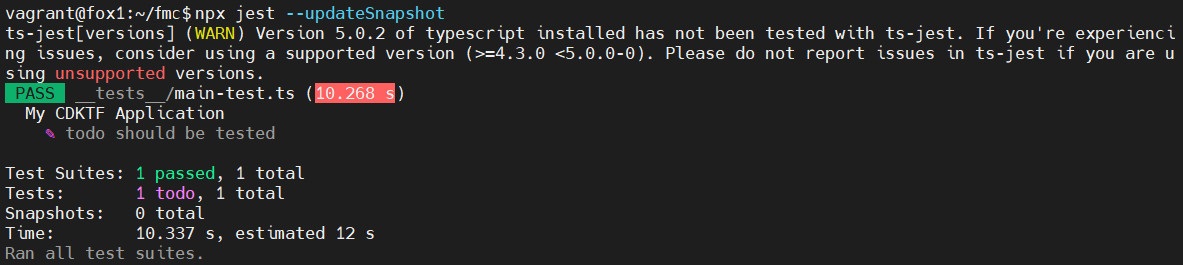 vagrant@fox1:~/fmc$npx jest --updateSnapshot
ts-jest[versions] (WARN) Version 5.0.2 of typescript installed has not been tested with ts-jest. If you're experienci
ng issues, consider using a supported version (>=4.3.0 <5.0.0-0). Please do not report issues in ts-jest if you are u
sing unsupported versions.
PASS __tests__/main-test.ts (10.268 s)
My CDKTF Application
✎ todo should be tested
Test Suites: 1 passed, 1 total
Tests: 1 todo, 1 total
Snapshots: 0 total
Time: 10.337 s, estimated 12 s
Ran all test suites.